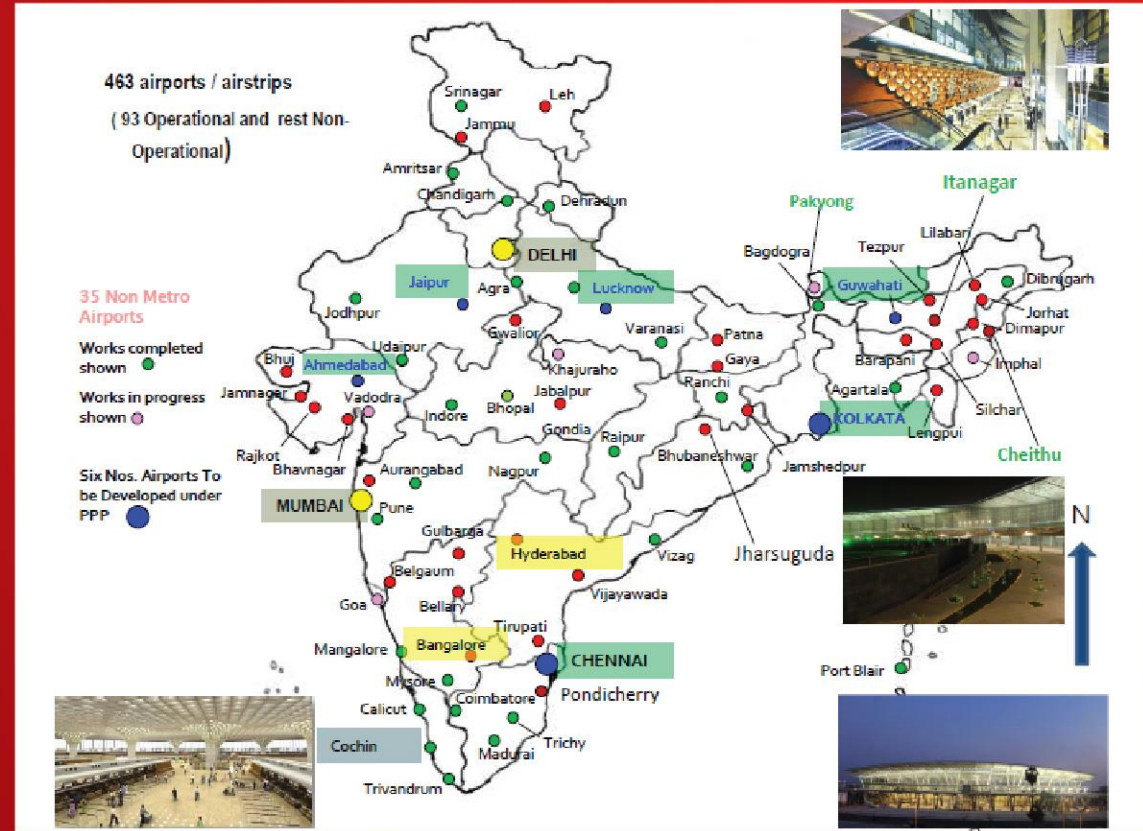 463 airports / airstrips
( 93 Operational and rest Non-
Operational)
35 Non Metro
Airports
Works completed
shown
Works in progress
shown
Six Nos. Airports To
be Developed under
PPP
Srinagar
Leh
Jammu
Amritsar
Chandigarh
Dehradun
DELHI
Jaipur
Agra
Lucknow
Jodhpur
Gwalior
Varanasi
Patna
Gaya
Udaipur
Bhuj
Ahmedabad
Khajuraho
Ranchi
Jamnagar
Vadodra
Indore
Bhopal
Jabalpur
Gondia
Rajkot
Bhavnagar
Raipur
Nagpur
Aurangabad
Bhubaneshwar
Jamshedpur
KOLKATA
MUMBAI
Pune
Gulbarga
Hyderabad
Vizag
Jharsuguda
Belgaum
Vijayawada
Goa
Bellary
Tirupati
Mangalore
Bangalore
CHENNAI
Mysore
Pondicherry
Calicut
Coimbatore
Trichy
Cochin
Madurai
Trivandrum
Pakyong
Itanagar
Lilabari
Bagdogra
Tezpur
Guwahati
Dibrugarh
Jorhat
Dimapur
Barapani
Imphal
Agartala
Silchar
Lengpui
Cheithu
N
Port Blair